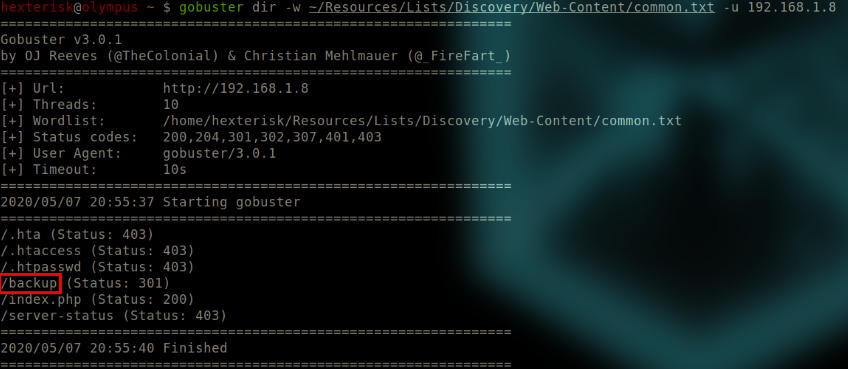 hexterisk@olympus ~ $ gobuster dir -w ~/Resources/Lists/Discovery/Web-Content/common.txt -u 192.168.1.8
===============================================================
Gobuster v3.0.1
by OJ Reeves (@TheColonial) & Christian Mehlmauer (@_FireFart_)
===============================================================
[+] Url:            http://192.168.1.8
[+] Threads:        10
[+] Wordlist:       /home/hexterisk/Resources/Lists/Discovery/Web-Content/common.txt
[+] Status codes:   200,204,301,302,307,401,403
[+] User Agent:     gobuster/3.0.1
[+] Timeout:        10s
===============================================================
2020/05/07 20:55:37 Starting gobuster
===============================================================
/.hta (Status: 403)
/.htaccess (Status: 403)
/.htpasswd (Status: 403)
/backup (Status: 301)
/index.php (Status: 200)
/server-status (Status: 403)
===============================================================
2020/05/07 20:55:40 Finished
===============================================================